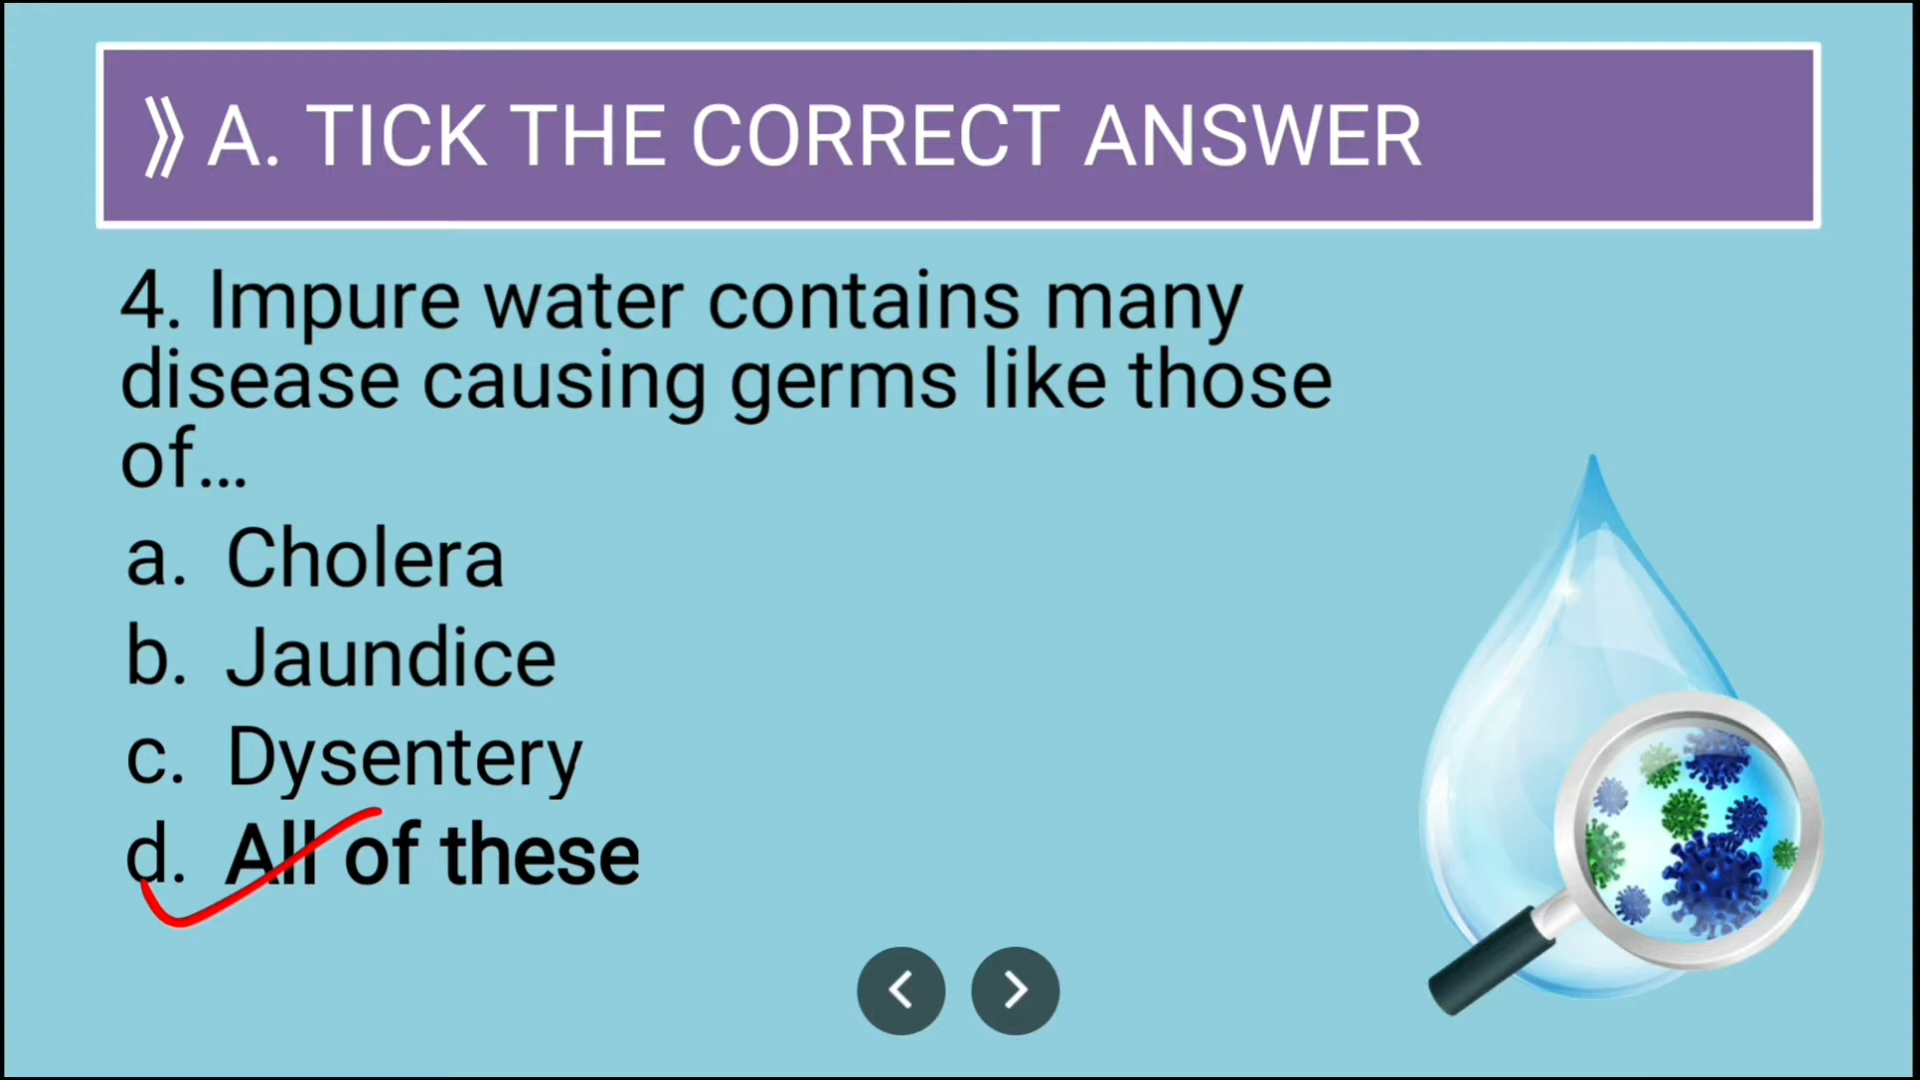 ⟫ A. TICK THE CORRECT ANSWER
4. Impure water contains many
disease causing germs like those
of...
a. Cholera
b. Jaundice
c. Dysentery
d. All of these